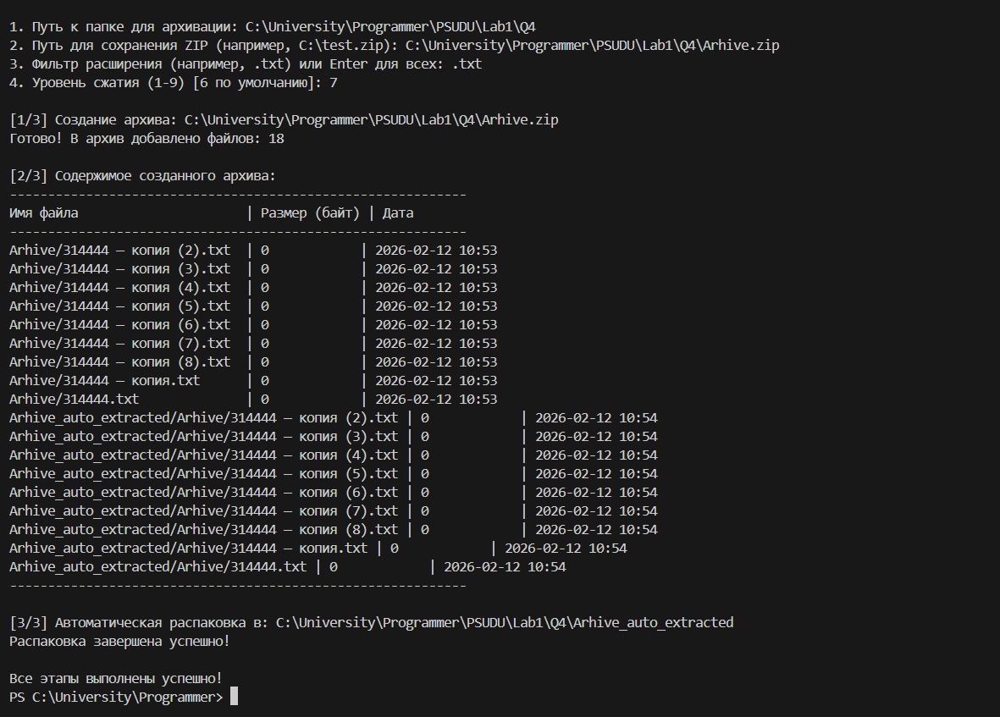 1. Путь к папке для архивации: C:\University\Programmer\PSUDU\Lab1\Q4
2. Путь для сохранения ZIP (например, C:\test.zip): C:\University\Programmer\PSUDU\Lab1\Q4\Arhive.zip
3. Фильтр расширения (например, .txt) или Enter для всех: .txt
4. Уровень сжатия (1-9) [6 по умолчанию]: 7
[1/3] Создание архива: C:\University\Programmer\PSUDU\Lab1\Q4\Arhive.zip
Готово! В архив добавлено файлов: 18
[2/3] Содержимое созданного архива:
------------------------------------------------------------
Имя файла                      | Размер (байт) | Дата
------------------------------------------------------------
Arhive/314444 — копия (2).txt  | 0            | 2026-02-12 10:53
Arhive/314444 — копия (3).txt  | 0            | 2026-02-12 10:53
Arhive/314444 — копия (4).txt  | 0            | 2026-02-12 10:53
Arhive/314444 — копия (5).txt  | 0            | 2026-02-12 10:53
Arhive/314444 — копия (6).txt  | 0            | 2026-02-12 10:53
Arhive/314444 — копия (7).txt  | 0            | 2026-02-12 10:53
Arhive/314444 — копия (8).txt  | 0            | 2026-02-12 10:53
Arhive/314444 — копия.txt      | 0            | 2026-02-12 10:53
Arhive/314444.txt              | 0            | 2026-02-12 10:53
Arhive_auto_extracted/Arhive/314444 — копия (2).txt | 0            | 2026-02-12 10:54
Arhive_auto_extracted/Arhive/314444 — копия (3).txt | 0            | 2026-02-12 10:54
Arhive_auto_extracted/Arhive/314444 — копия (4).txt | 0            | 2026-02-12 10:54
Arhive_auto_extracted/Arhive/314444 — копия (5).txt | 0            | 2026-02-12 10:54
Arhive_auto_extracted/Arhive/314444 — копия (6).txt | 0            | 2026-02-12 10:54
Arhive_auto_extracted/Arhive/314444 — копия (7).txt | 0            | 2026-02-12 10:54
Arhive_auto_extracted/Arhive/314444 — копия (8).txt | 0            | 2026-02-12 10:54
Arhive_auto_extracted/Arhive/314444 — копия.txt | 0            | 2026-02-12 10:54
Arhive_auto_extracted/Arhive/314444.txt | 0            | 2026-02-12 10:54
------------------------------------------------------------
[3/3] Автоматическая распаковка в: C:\University\Programmer\PSUDU\Lab1\Q4\Arhive_auto_extracted
Распаковка завершена успешно!
Все этапы выполнены успешно!
PS C:\University\Programmer>